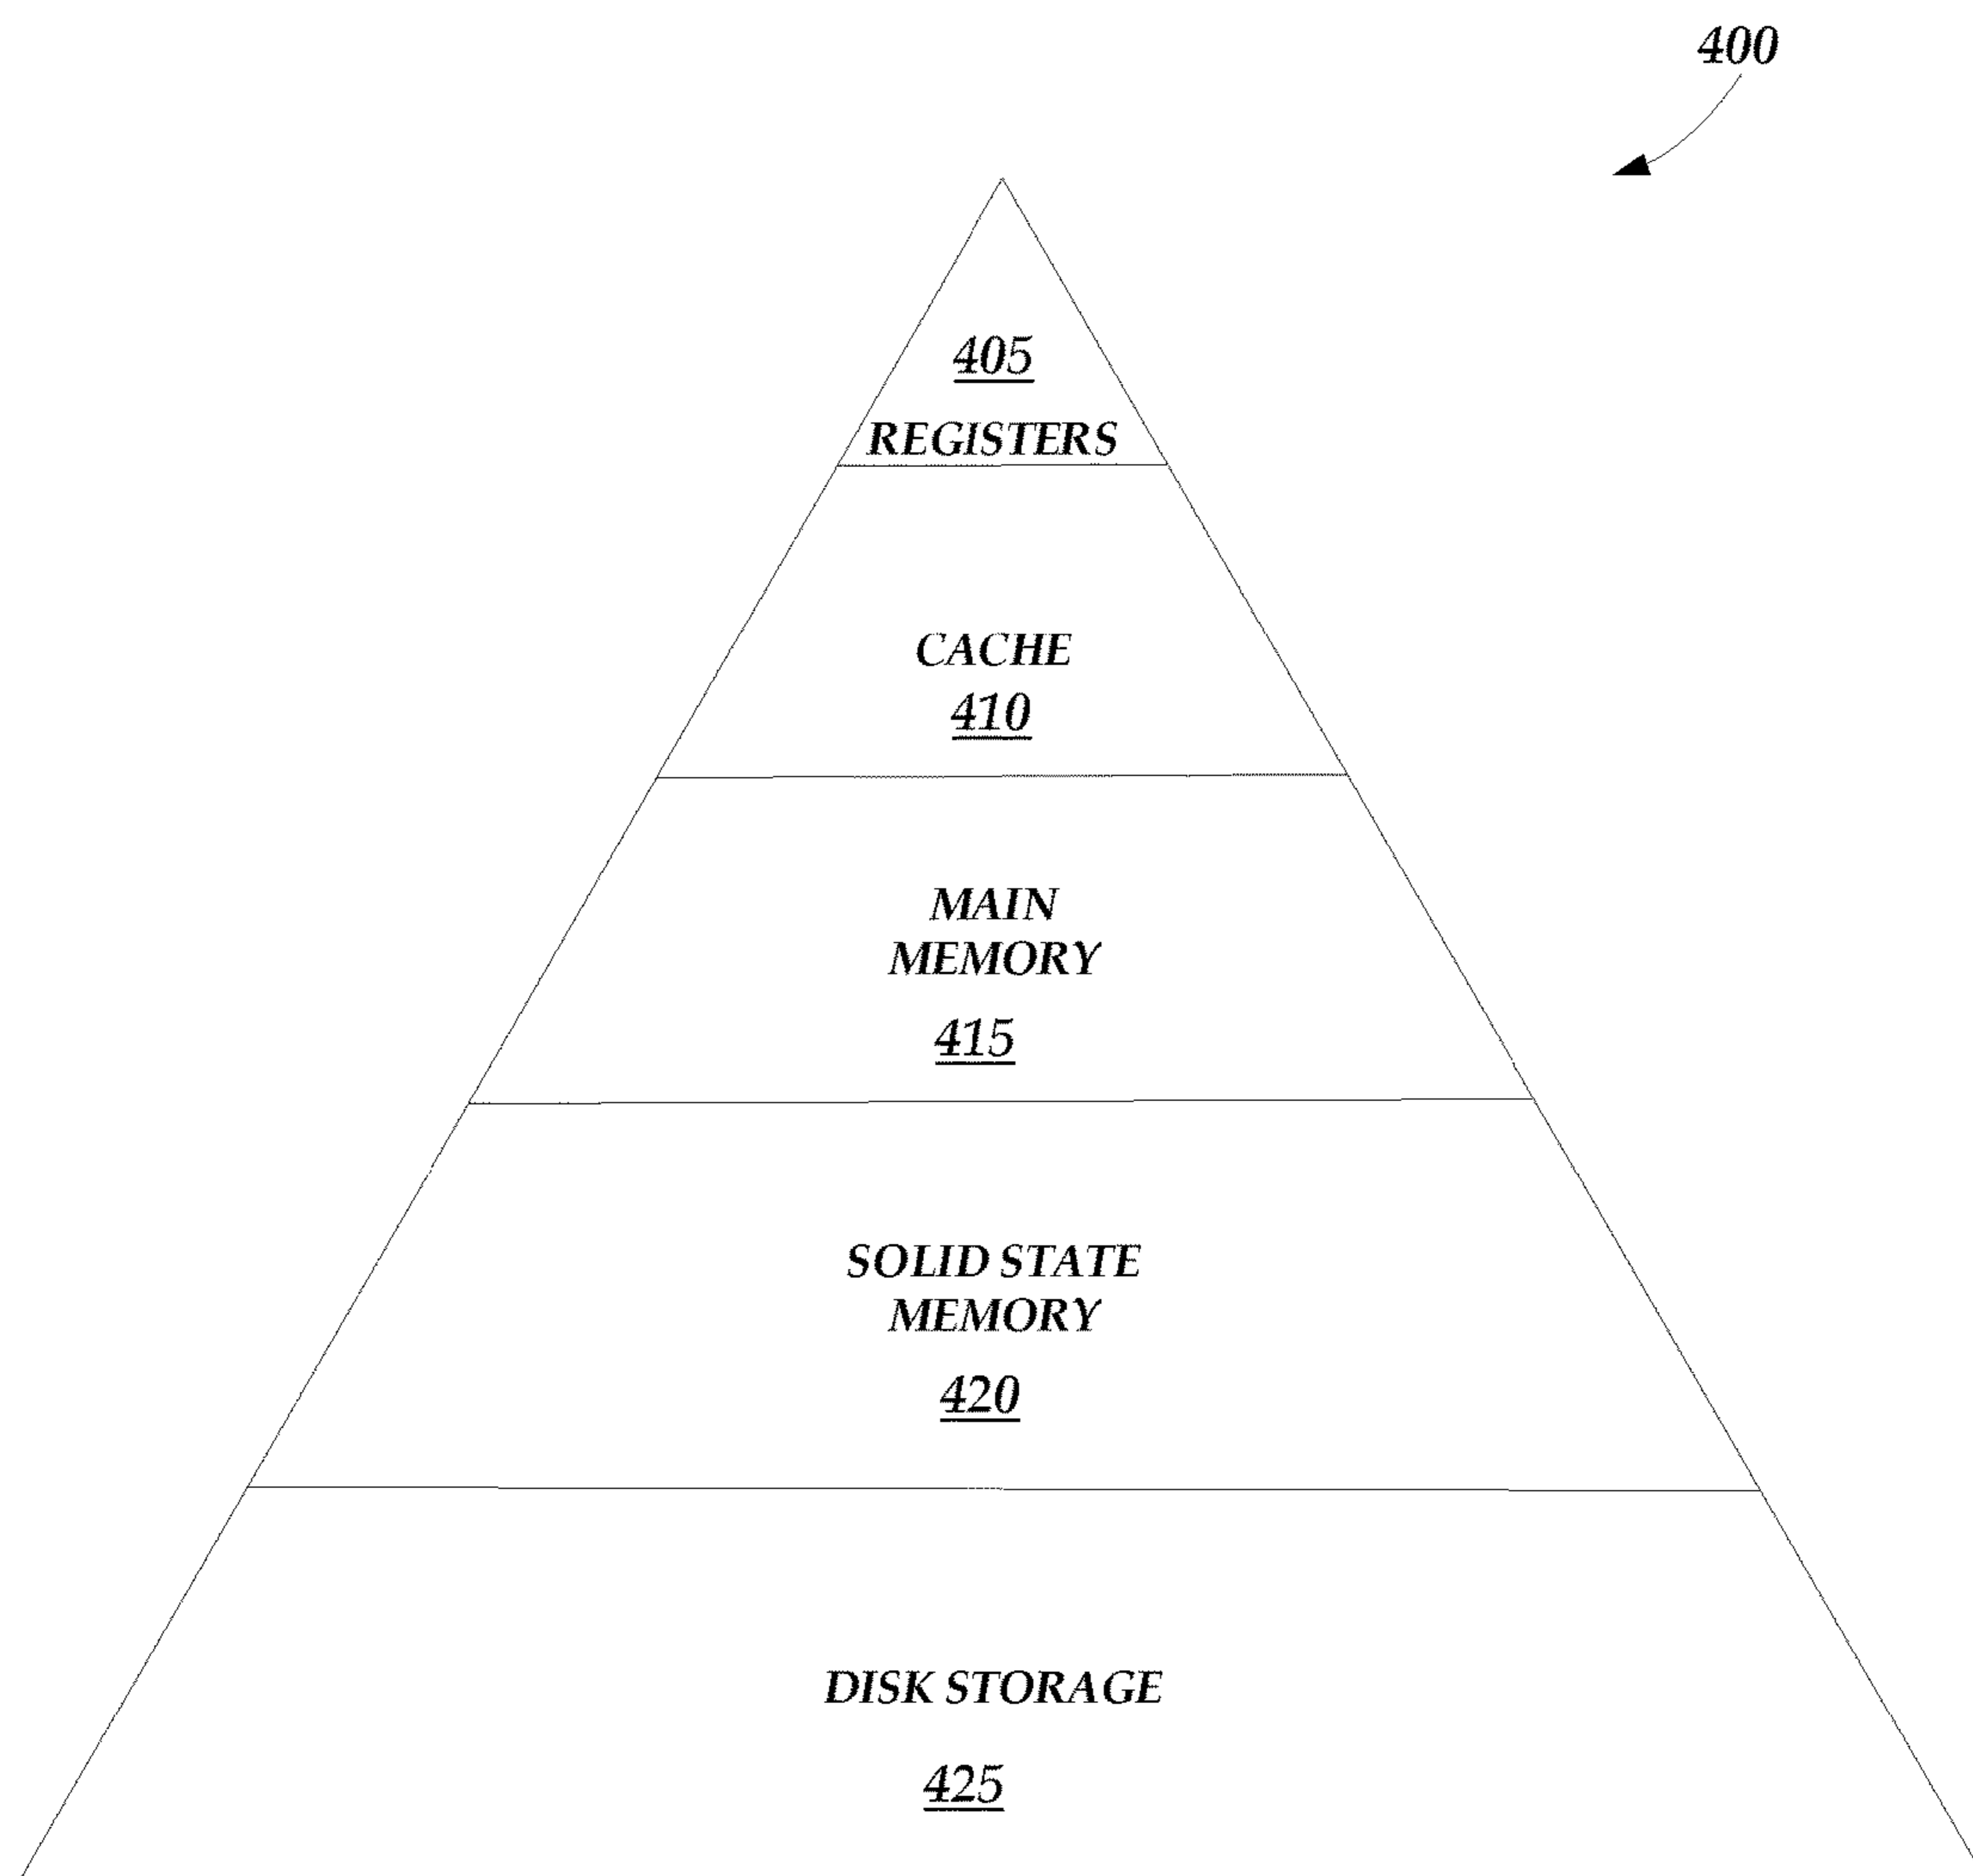 400
405
REGISTERS
CACHE
410
MAIN
MEMORY
415
SOLID STATE
MEMORY
420
DISK STORAGE
425